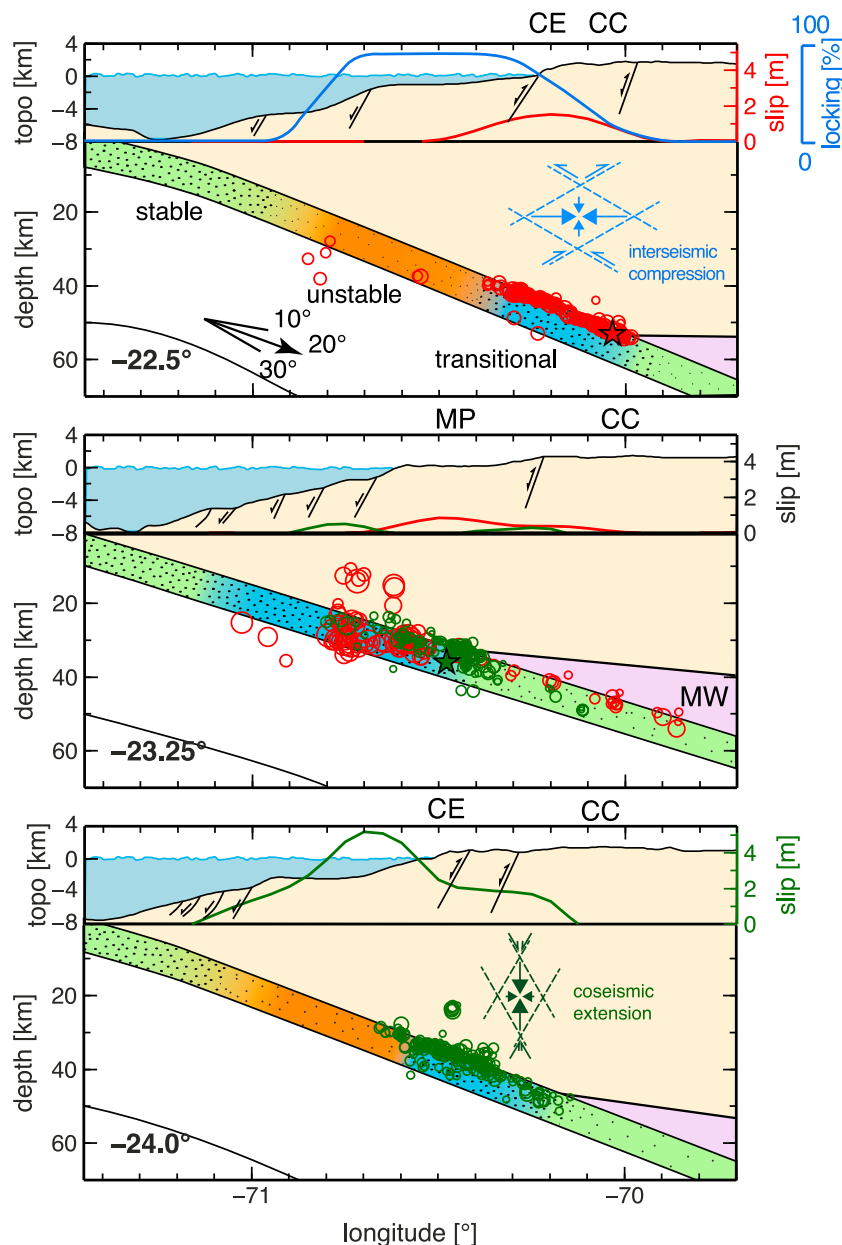 CE CC
100
4
0
−4
−8
topo [km]
4
2
0
slip [m]
0
locking [%]
stable
unstable
transitional
interseismic
compression
20
40
60
depth [km]
10°
20°
30°
−22.5°
MP CC
4
0
−4
−8
topo [km]
4
2
0
slip [m]
20
40
60
depth [km]
MW
−23.25°
CE CC
4
0
−4
−8
topo [km]
4
2
0
slip [m]
coseismic
extension
20
40
60
depth [km]
−24.0°
−71 −70
longitude [°]